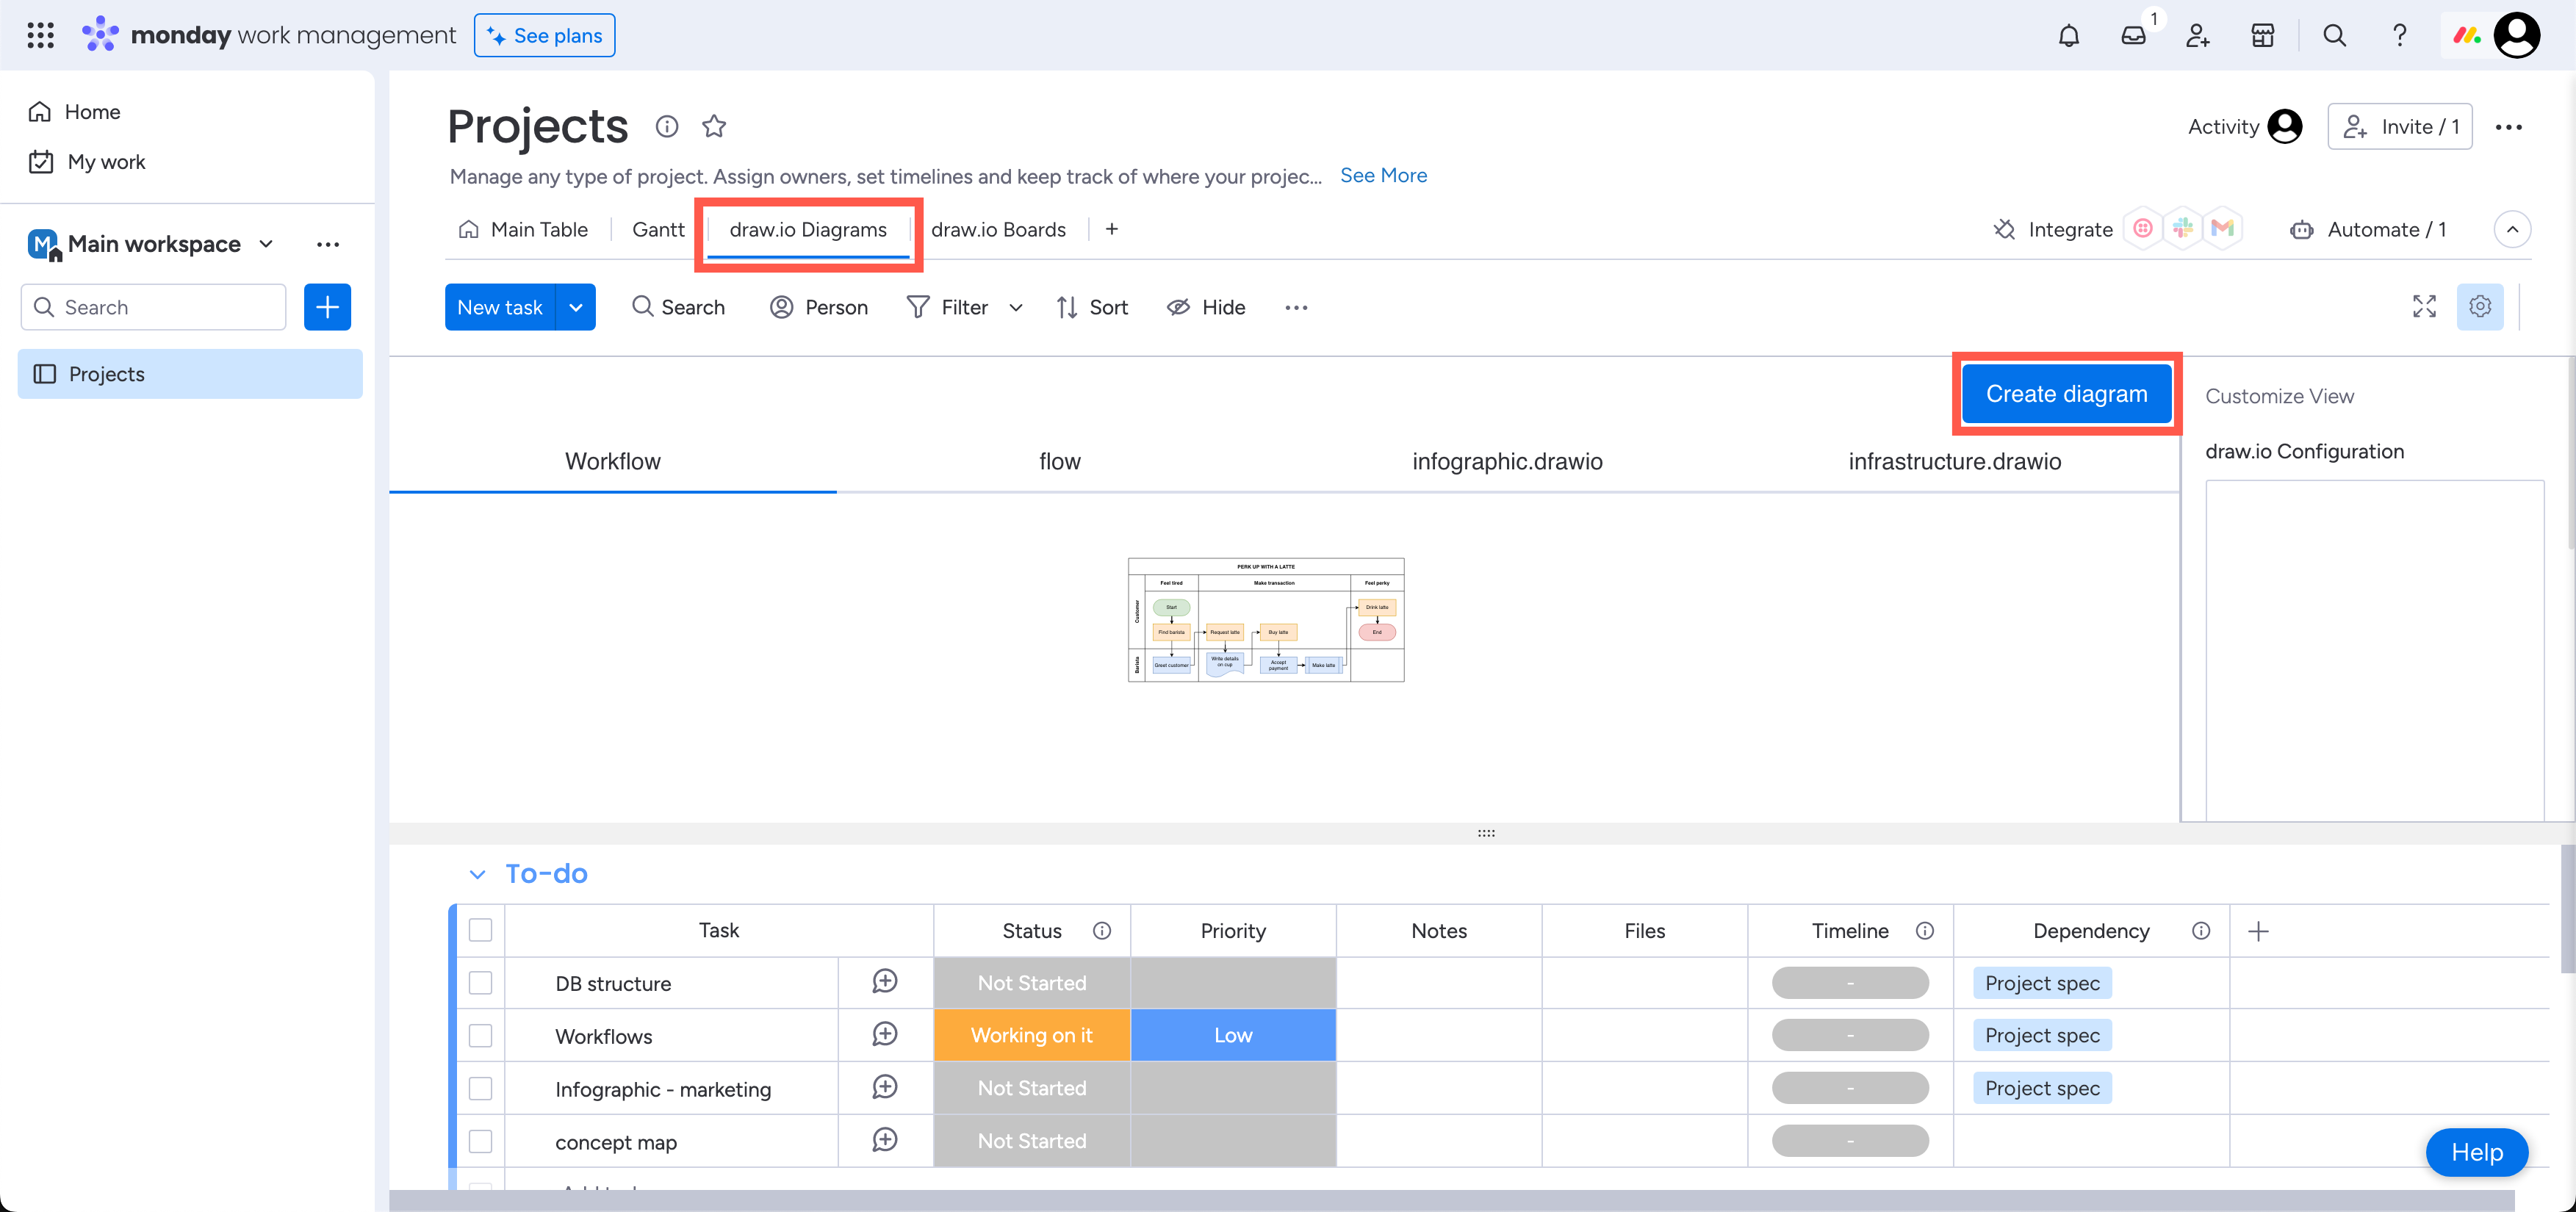 monday work management
See plans
1
Home
My work
M
Main workspace
Search
Projects
Projects
Activity
Invite / 1
Manage any type of project. Assign owners, set timelines and keep track of where your projec... See More
Main Table
Gantt
draw.io Diagrams
draw.io Boards
+
Integrate
Automate / 1
New task
Search
Person
Filter
Sort
Hide
Create diagram
Customize View
draw.io Configuration
Workflow
flow
infographic.drawio
infrastructure.drawio
PERK UP WITH A LATTE
Feel tired
Make transaction
Feel perky
Customer
Start
Drink latte
Find barista
Request latte
Buy latte
End
Barista
Greet customer
Write details
on cup
Accept
payment
Make latte
To-do
Task
Status
Priority
Notes
Files
Timeline
Dependency
DB structure
Not Started
-
Project spec
Workflows
Working on it
Low
-
Project spec
Infographic - marketing
Not Started
-
Project spec
concept map
Not Started
-
Help